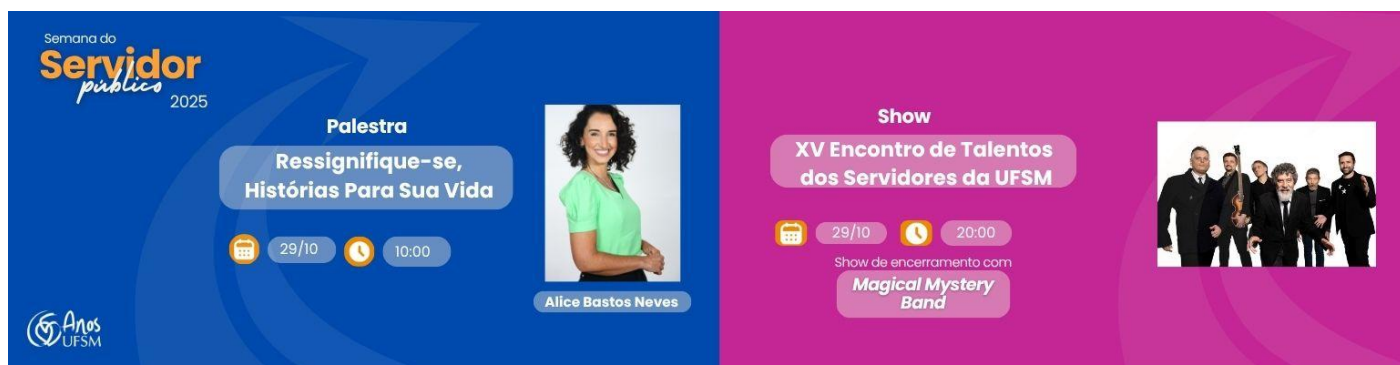 Semana do
Servidor
público
2025
Palestra
Ressignifique-se,
Histórias Para Sua Vida
29/10
10:00
Alice Bastos Neves
Anos
UFSM
Show
XV Encontro de Talentos
dos Servidores da UFSM
29/10
20:00
Show de encerramento com
Magical Mystery
Band